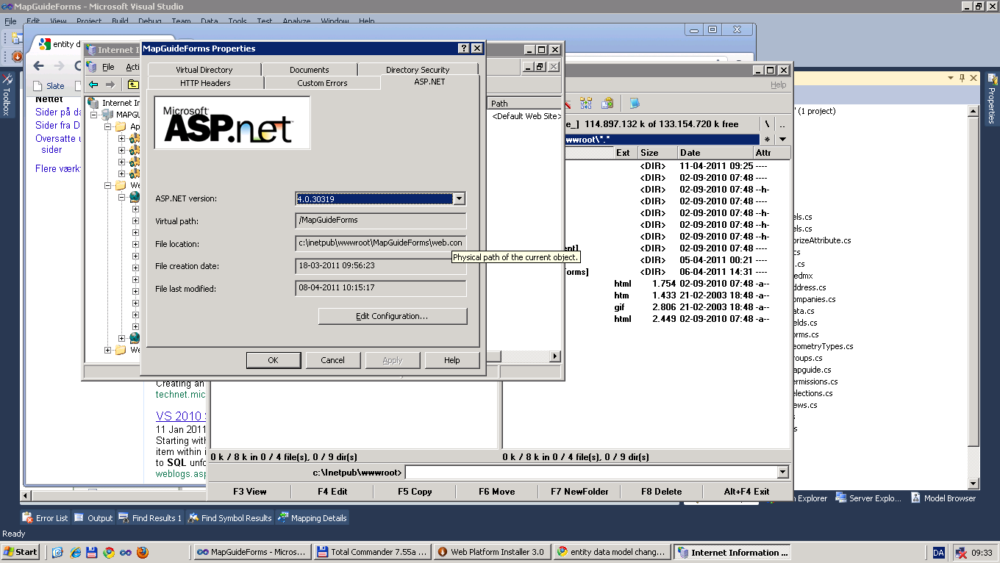 MapGuideForms - Microsoft Visual Studio
File Edit View Project Build Debug Team Data Tools Test Analyze Window Help
entity d
Slate
Nettet
Sider på da
Sider fra D
Oversatte u
sider
Flere værkt
Toolbox
Internet I
File Acti
Internet In
MAPGU
Ap
We
We
MapGuideForms Properties
Virtual Directory Documents Directory Security
HTTP Headers Custom Errors ASP.NET
Microsoft
ASP.net
ASP.NET version: 4.0.30319
Virtual path: /MapGuideForms
File location: c:\inetpub\wwwroot\MapGuideForms\web.con
Physical path of the current object.
File creation date: 18-03-2011 09:56:23
File last modified: 08-04-2011 10:15:17
Edit Configuration...
OK Cancel Apply Help
Path
<Default Web Site>
Help
e_] 114.897.132 k of 133.154.720 k free \ ..
wwroot\*.* *
Ext Size Date Attr
<DIR> 11-04-2011 09:25 ----
<DIR> 02-09-2010 07:48 ----
<DIR> 02-09-2010 07:48 --h-
<DIR> 02-09-2010 07:48 ----
<DIR> 02-09-2010 07:48 --h-
<DIR> 02-09-2010 07:48 --h-
<DIR> 02-09-2010 07:48 --h-
ent] <DIR> 02-09-2010 07:48 ----
<DIR> 05-04-2011 00:21 ----
orms] <DIR> 06-04-2011 14:31 ----
html 1.754 02-09-2010 07:48 -a--
htm 1.433 21-02-2003 18:48 -a--
gif 2.806 21-02-2003 18:48 -a--
html 2.449 02-09-2010 07:48 -a--
Properties
' (1 project)
els.cs
orizeAttribute.cs
cs
edmx
ddress.cs
ompanies.cs
ata.cs
elds.cs
orms.cs
eometryTypes.cs
roups.cs
apguide.cs
ermissions.cs
elections.cs
ews.cs
s
s
Creating an
technet.mic
VS 2010
11 Jan 2011
Starting with
item within i
to SQL unfo
weblogs.asp
0 k / 8 k in 0 / 4 file(s), 0 / 9 dir(s) 0 k / 8 k in 0 / 4 file(s), 0 / 9 dir(s)
c:\Inetpub\wwwroot>
F3 View F4 Edit F5 Copy F6 Move F7 NewFolder F8 Delete Alt+F4 Exit
n Explorer Server Explo... Model Browser
Error List Output Find Results 1 Find Symbol Results Mapping Details
Ready
Start MapGuideForms - Micros... Total Commander 7.55a ... Web Platform Installer 3.0 entity data model chang... Internet Information ... DA 09:33